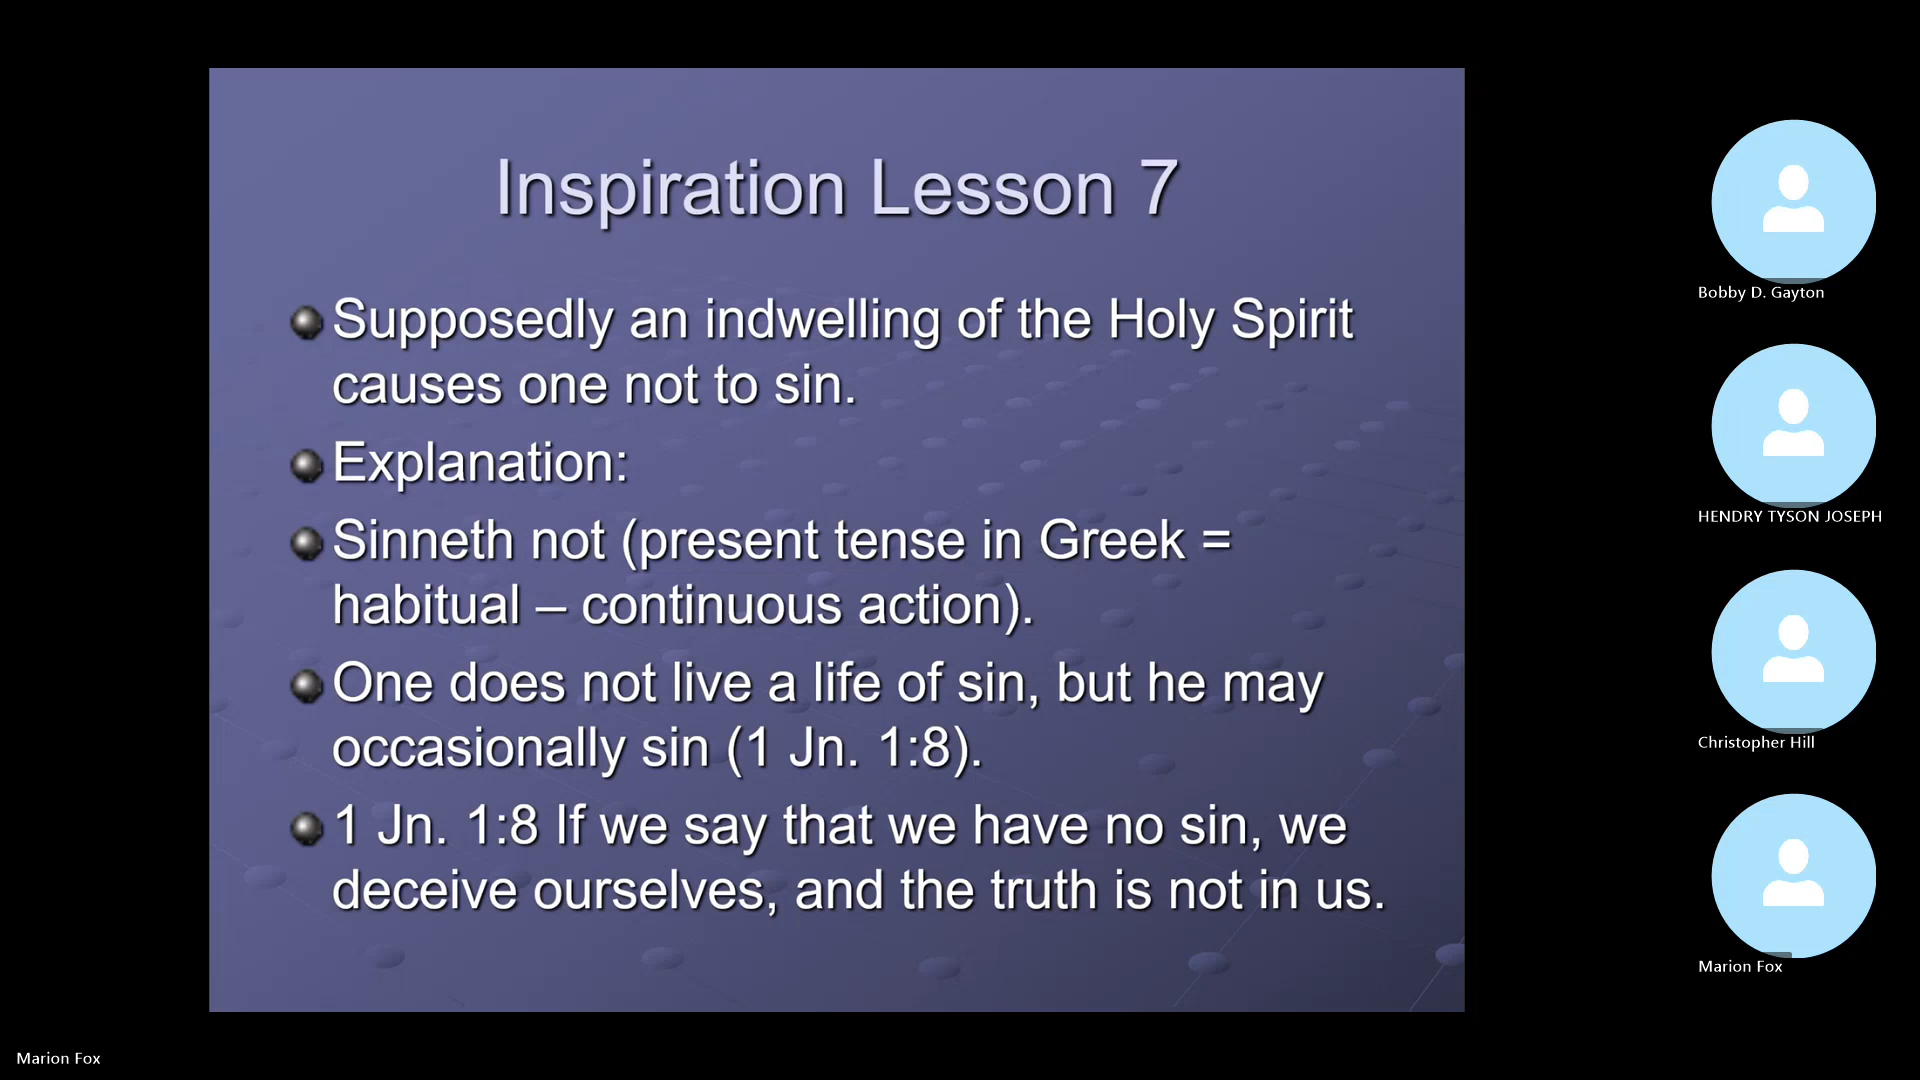 Inspiration Lesson 7
Supposedly an indwelling of the Holy Spirit
causes one not to sin.
Explanation:
Sinneth not (present tense in Greek =
habitual – continuous action).
One does not live a life of sin, but he may
occasionally sin (1 Jn. 1:8).
1 Jn. 1:8 If we say that we have no sin, we
deceive ourselves, and the truth is not in us.
Bobby D. Gayton
HENDRY TYSON JOSEPH
Christopher Hill
Marion Fox
Marion Fox